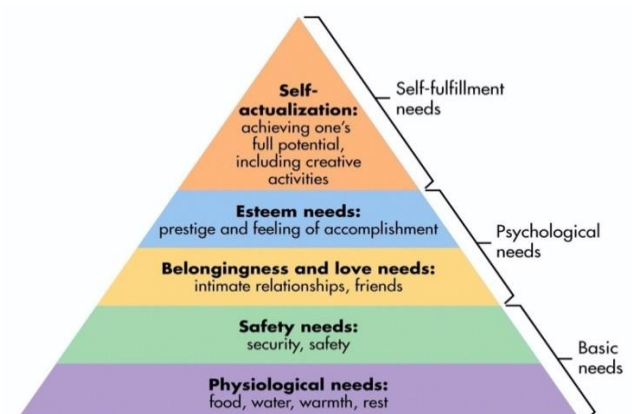 Self-
actualization:
achieving one's
full potential,
including creative
activities
Self-fulfillment
needs
Esteem needs:
prestige and feeling of accomplishment
Belongingness and love needs:
intimate relationships, friends
Psychological
needs
Safety needs:
security, safety
Physiological needs:
food, water, warmth, rest
Basic
needs